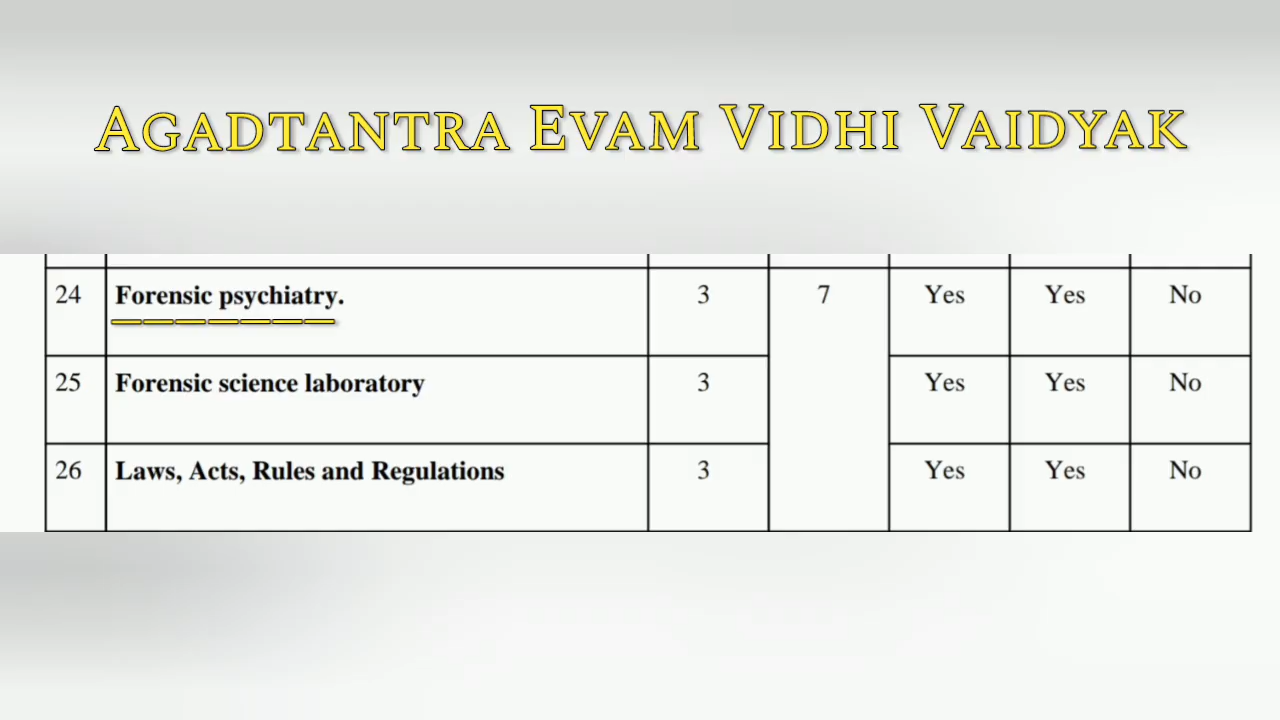 AGADTANTRA EVAM VIDHI VAIDYAK
24 Forensic psychiatry. 3 7 Yes Yes No
25 Forensic science laboratory 3 Yes Yes No
26 Laws, Acts, Rules and Regulations 3 Yes Yes No